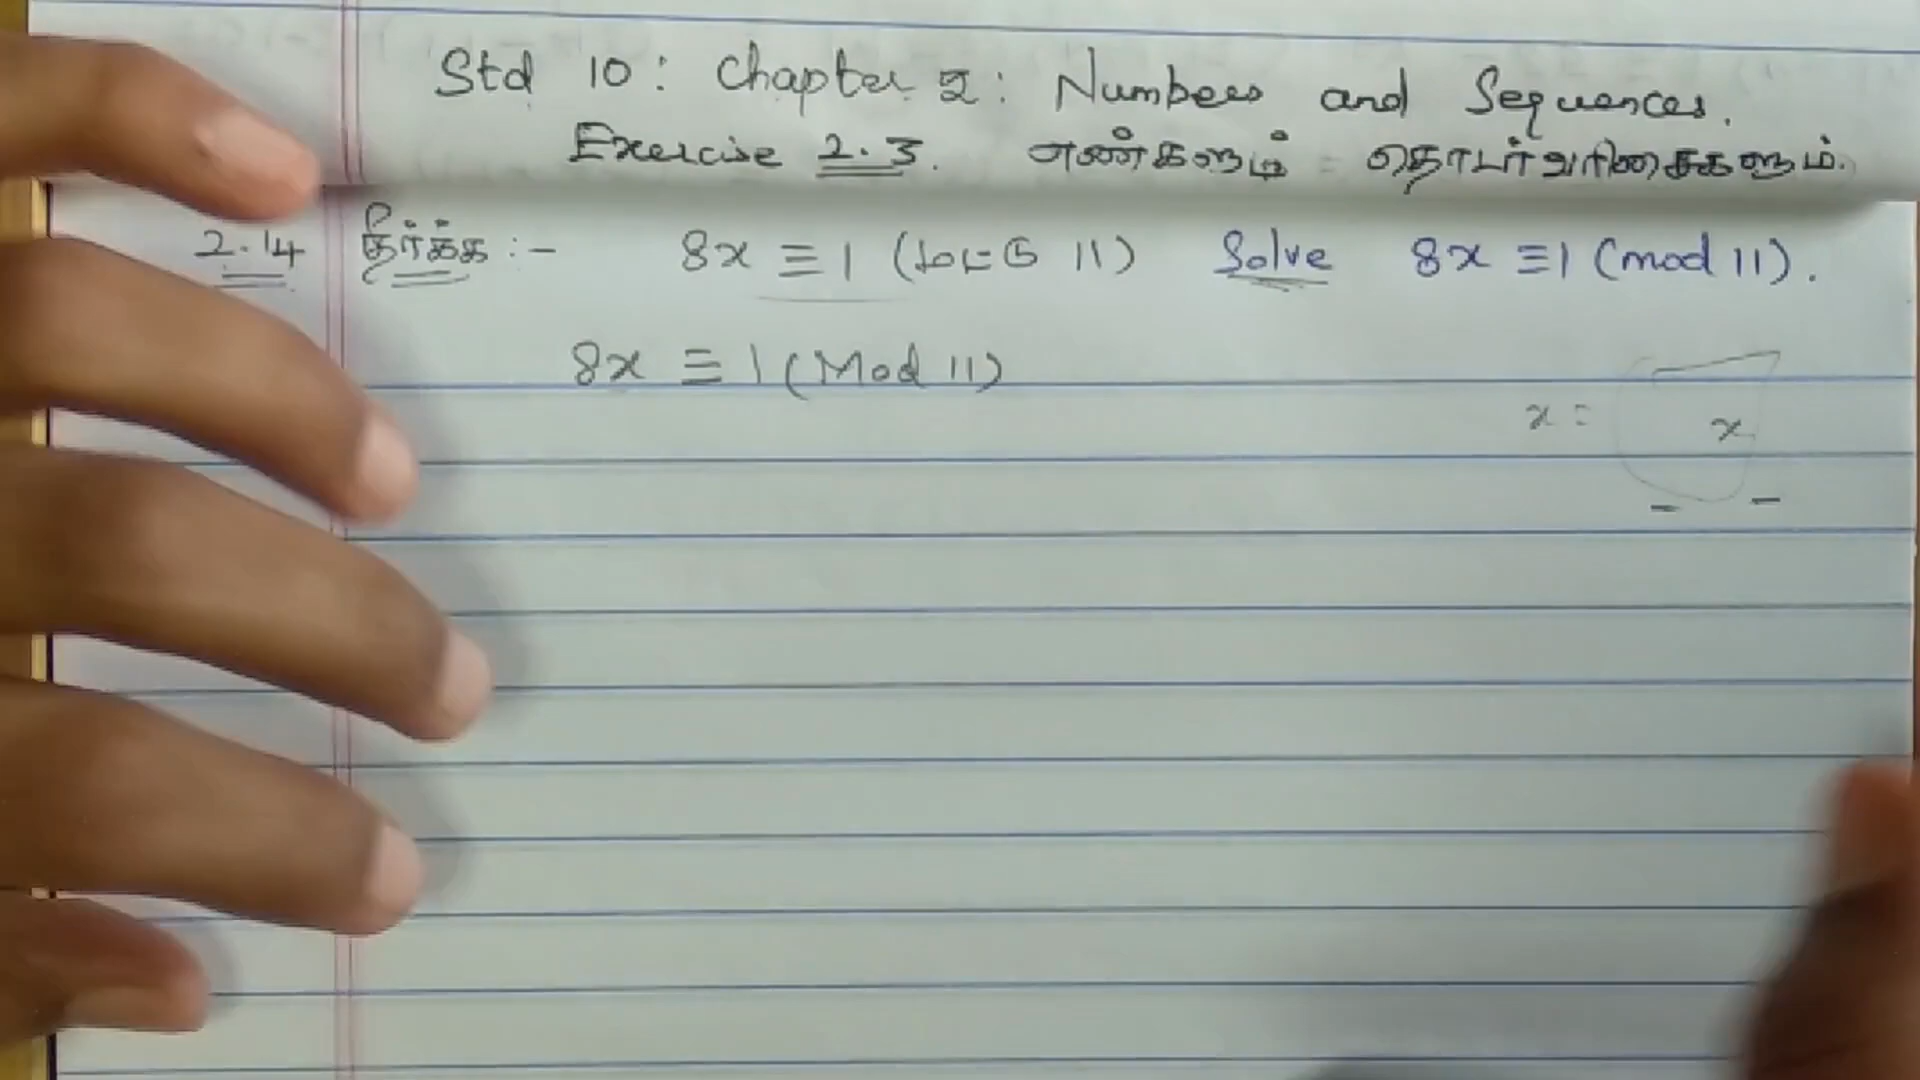 Std 10: Chapter 2: Numbers and Sequences.
Exercise 2.3. எண்களும் தொடர்வரிசைகளும்.
2.14 தீர்க்க :- 8x ≡ 1 (மட்டு 11) Solve 8x ≡ 1 (mod 11).
8x ≡ 1 (Mod 11)
x = x
- -